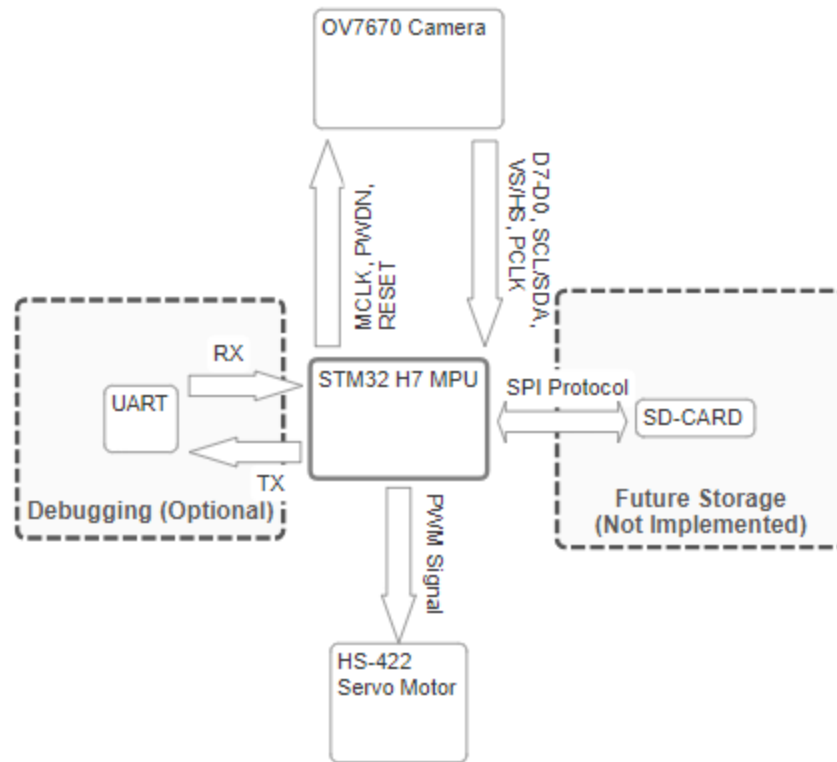 OV7670 Camera
MCLK, PWDN,
RESET
D7-D0, SCL/SDA,
VS/HS, PCLK
RX
UART
TX
Debugging (Optional)
STM32 H7 MPU
SPI Protocol
SD-CARD
Future Storage
(Not Implemented)
PWM Signal
HS-422
Servo Motor